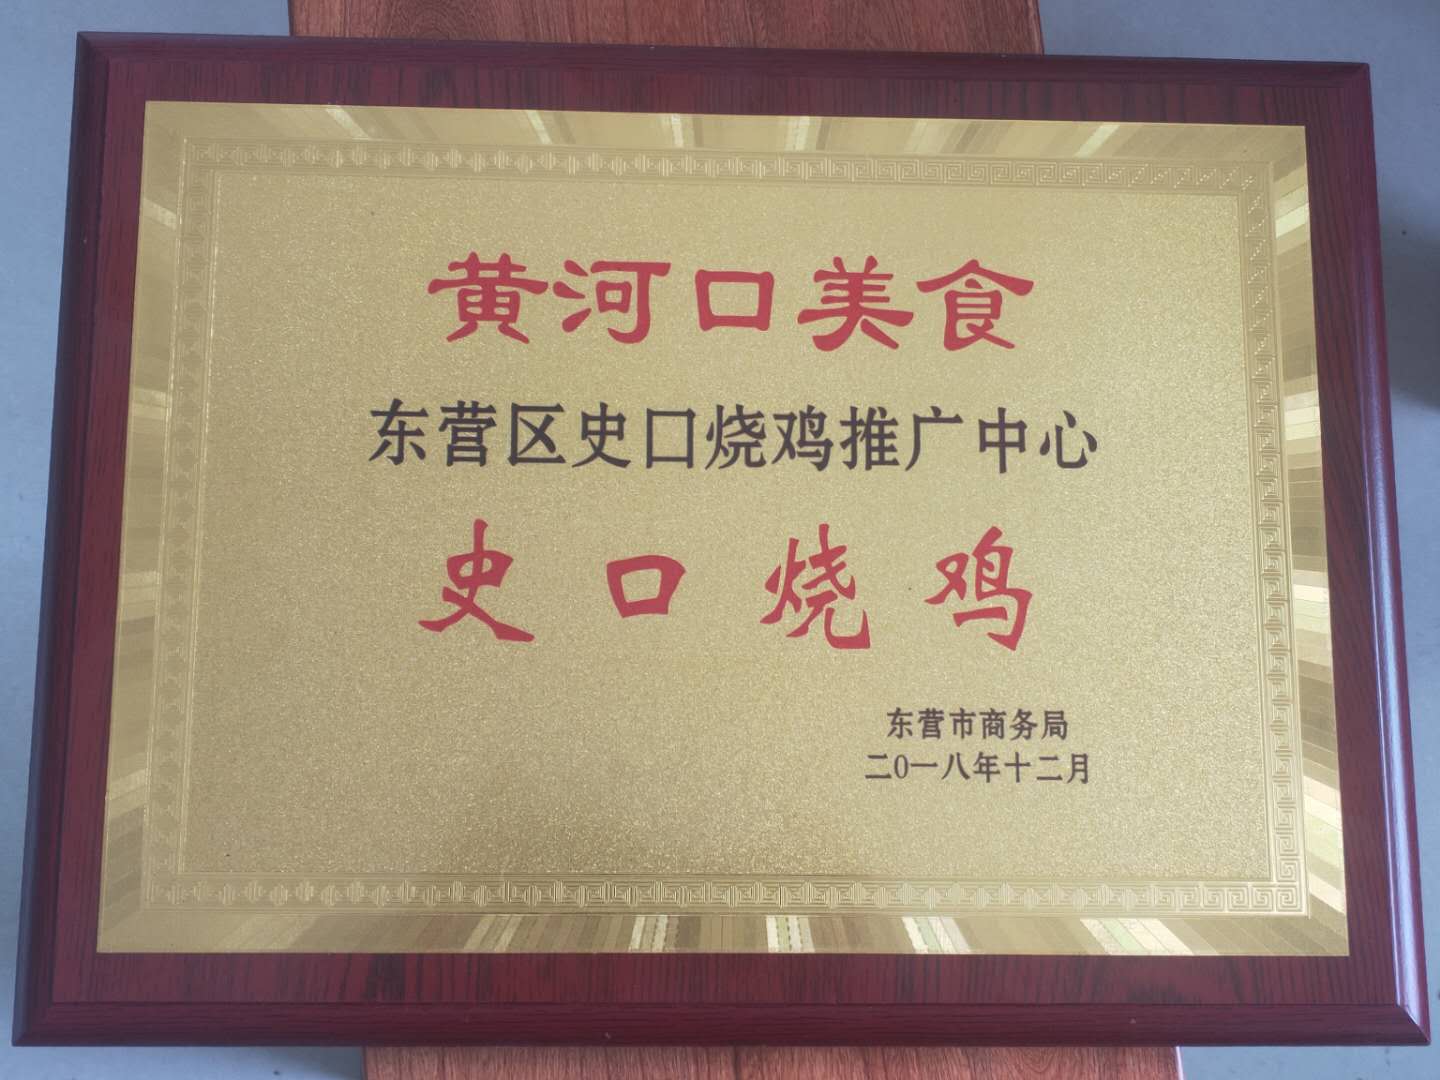 黄河口美食
东营区史口烧鸡推广中心
史口烧鸡
东营市商务局
二0一八年十二月